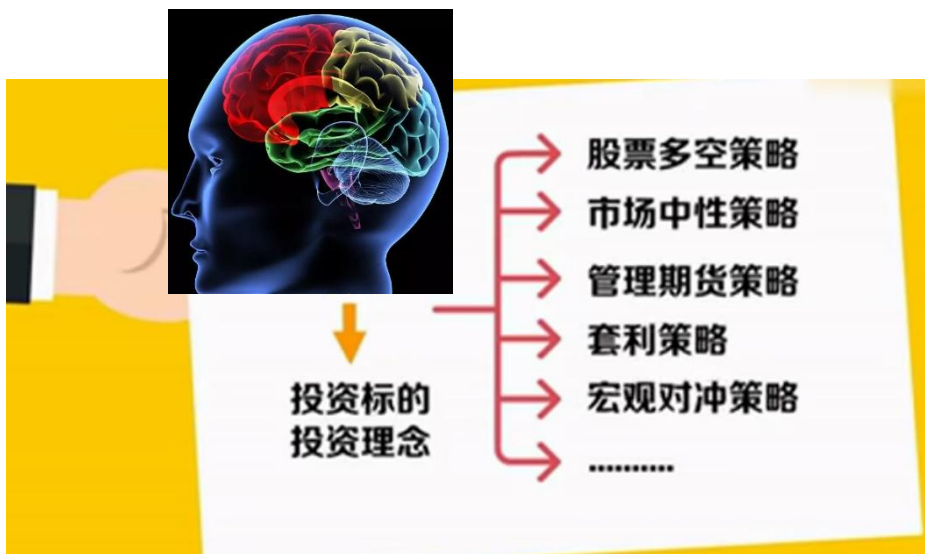 股票多空策略
市场中性策略
管理期货策略
套利策略
宏观对冲策略
..........
投资标的
投资理念